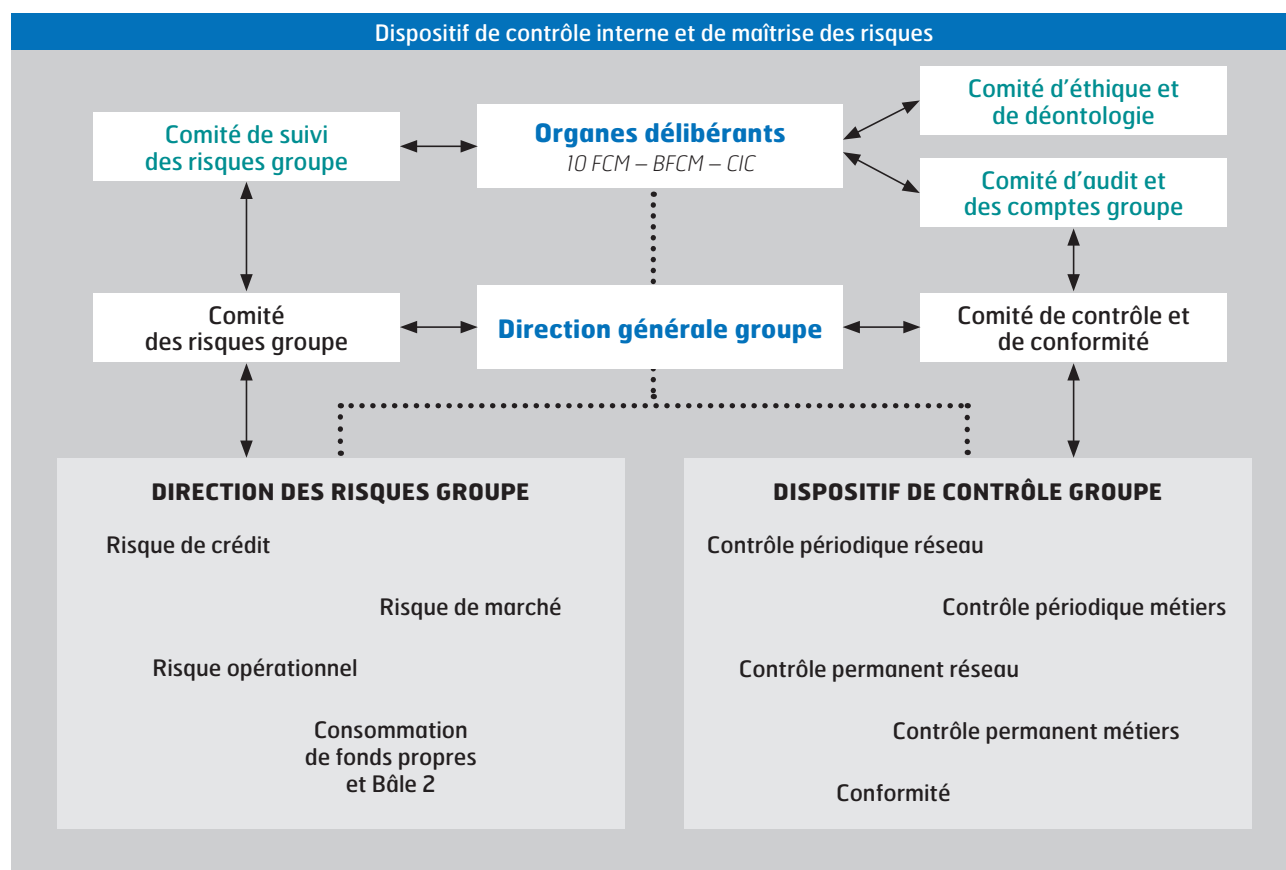 Dispositif de contrôle interne et de maîtrise des risques
Comité de suivi
des risques groupe
Organes délibérants
10 FCM – BFCM – CIC
Comité d'éthique et
de déontologie
Comité d'audit et
des comptes groupe
Comité
des risques groupe
Direction générale groupe
Comité de contrôle et
de conformité
DIRECTION DES RISQUES GROUPE
Risque de crédit
Risque de marché
Risque opérationnel
Consommation
de fonds propres
et Bâle 2
DISPOSITIF DE CONTRÔLE GROUPE
Contrôle périodique réseau
Contrôle périodique métiers
Contrôle permanent réseau
Contrôle permanent métiers
Conformité